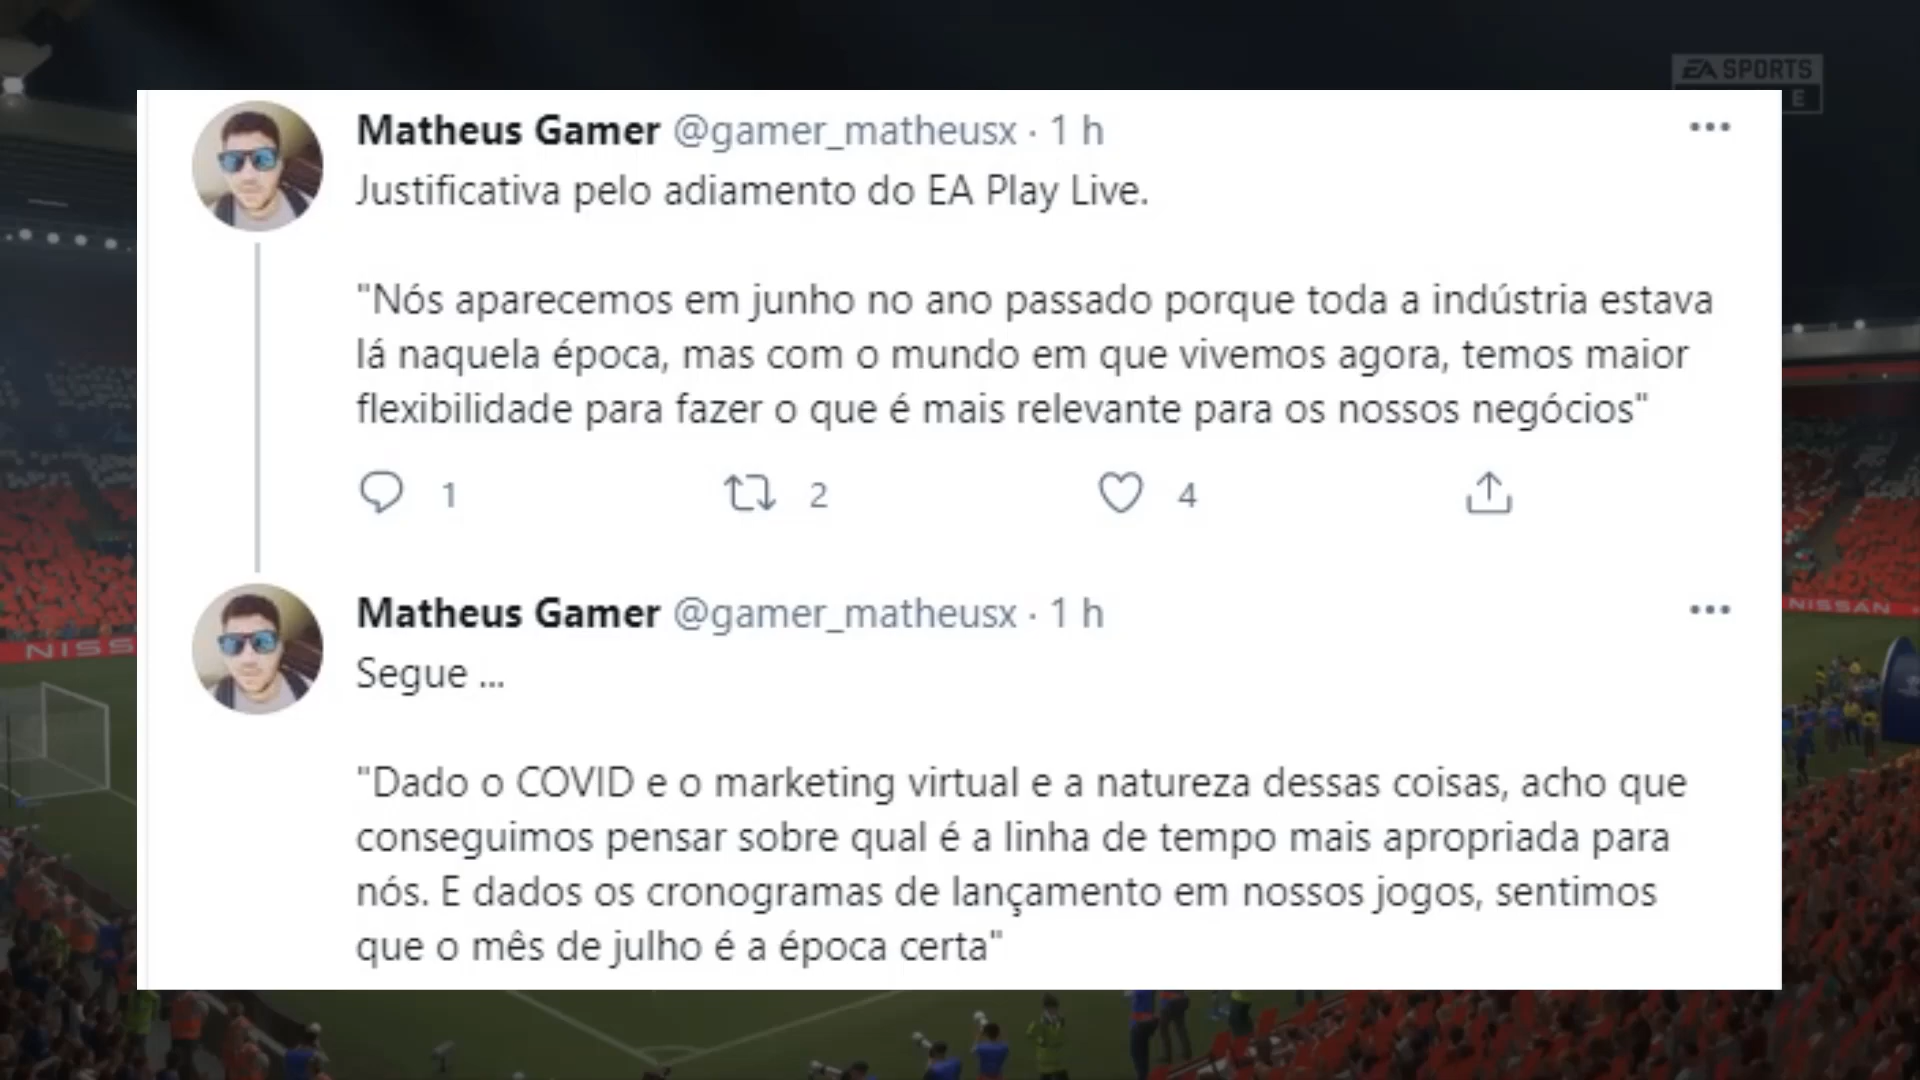 EA SPORTS
E
Matheus Gamer @gamer_matheusx · 1 h
Justificativa pelo adiamento do EA Play Live.
"Nós aparecemos em junho no ano passado porque toda a indústria estava
lá naquela época, mas com o mundo em que vivemos agora, temos maior
flexibilidade para fazer o que é mais relevante para os nossos negócios"
1 2 4
Matheus Gamer @gamer_matheusx · 1 h
Segue ...
"Dado o COVID e o marketing virtual e a natureza dessas coisas, acho que
conseguimos pensar sobre qual é a linha de tempo mais apropriada para
nós. E dados os cronogramas de lançamento em nossos jogos, sentimos
que o mês de julho é a época certa"
NISS
NISSAN